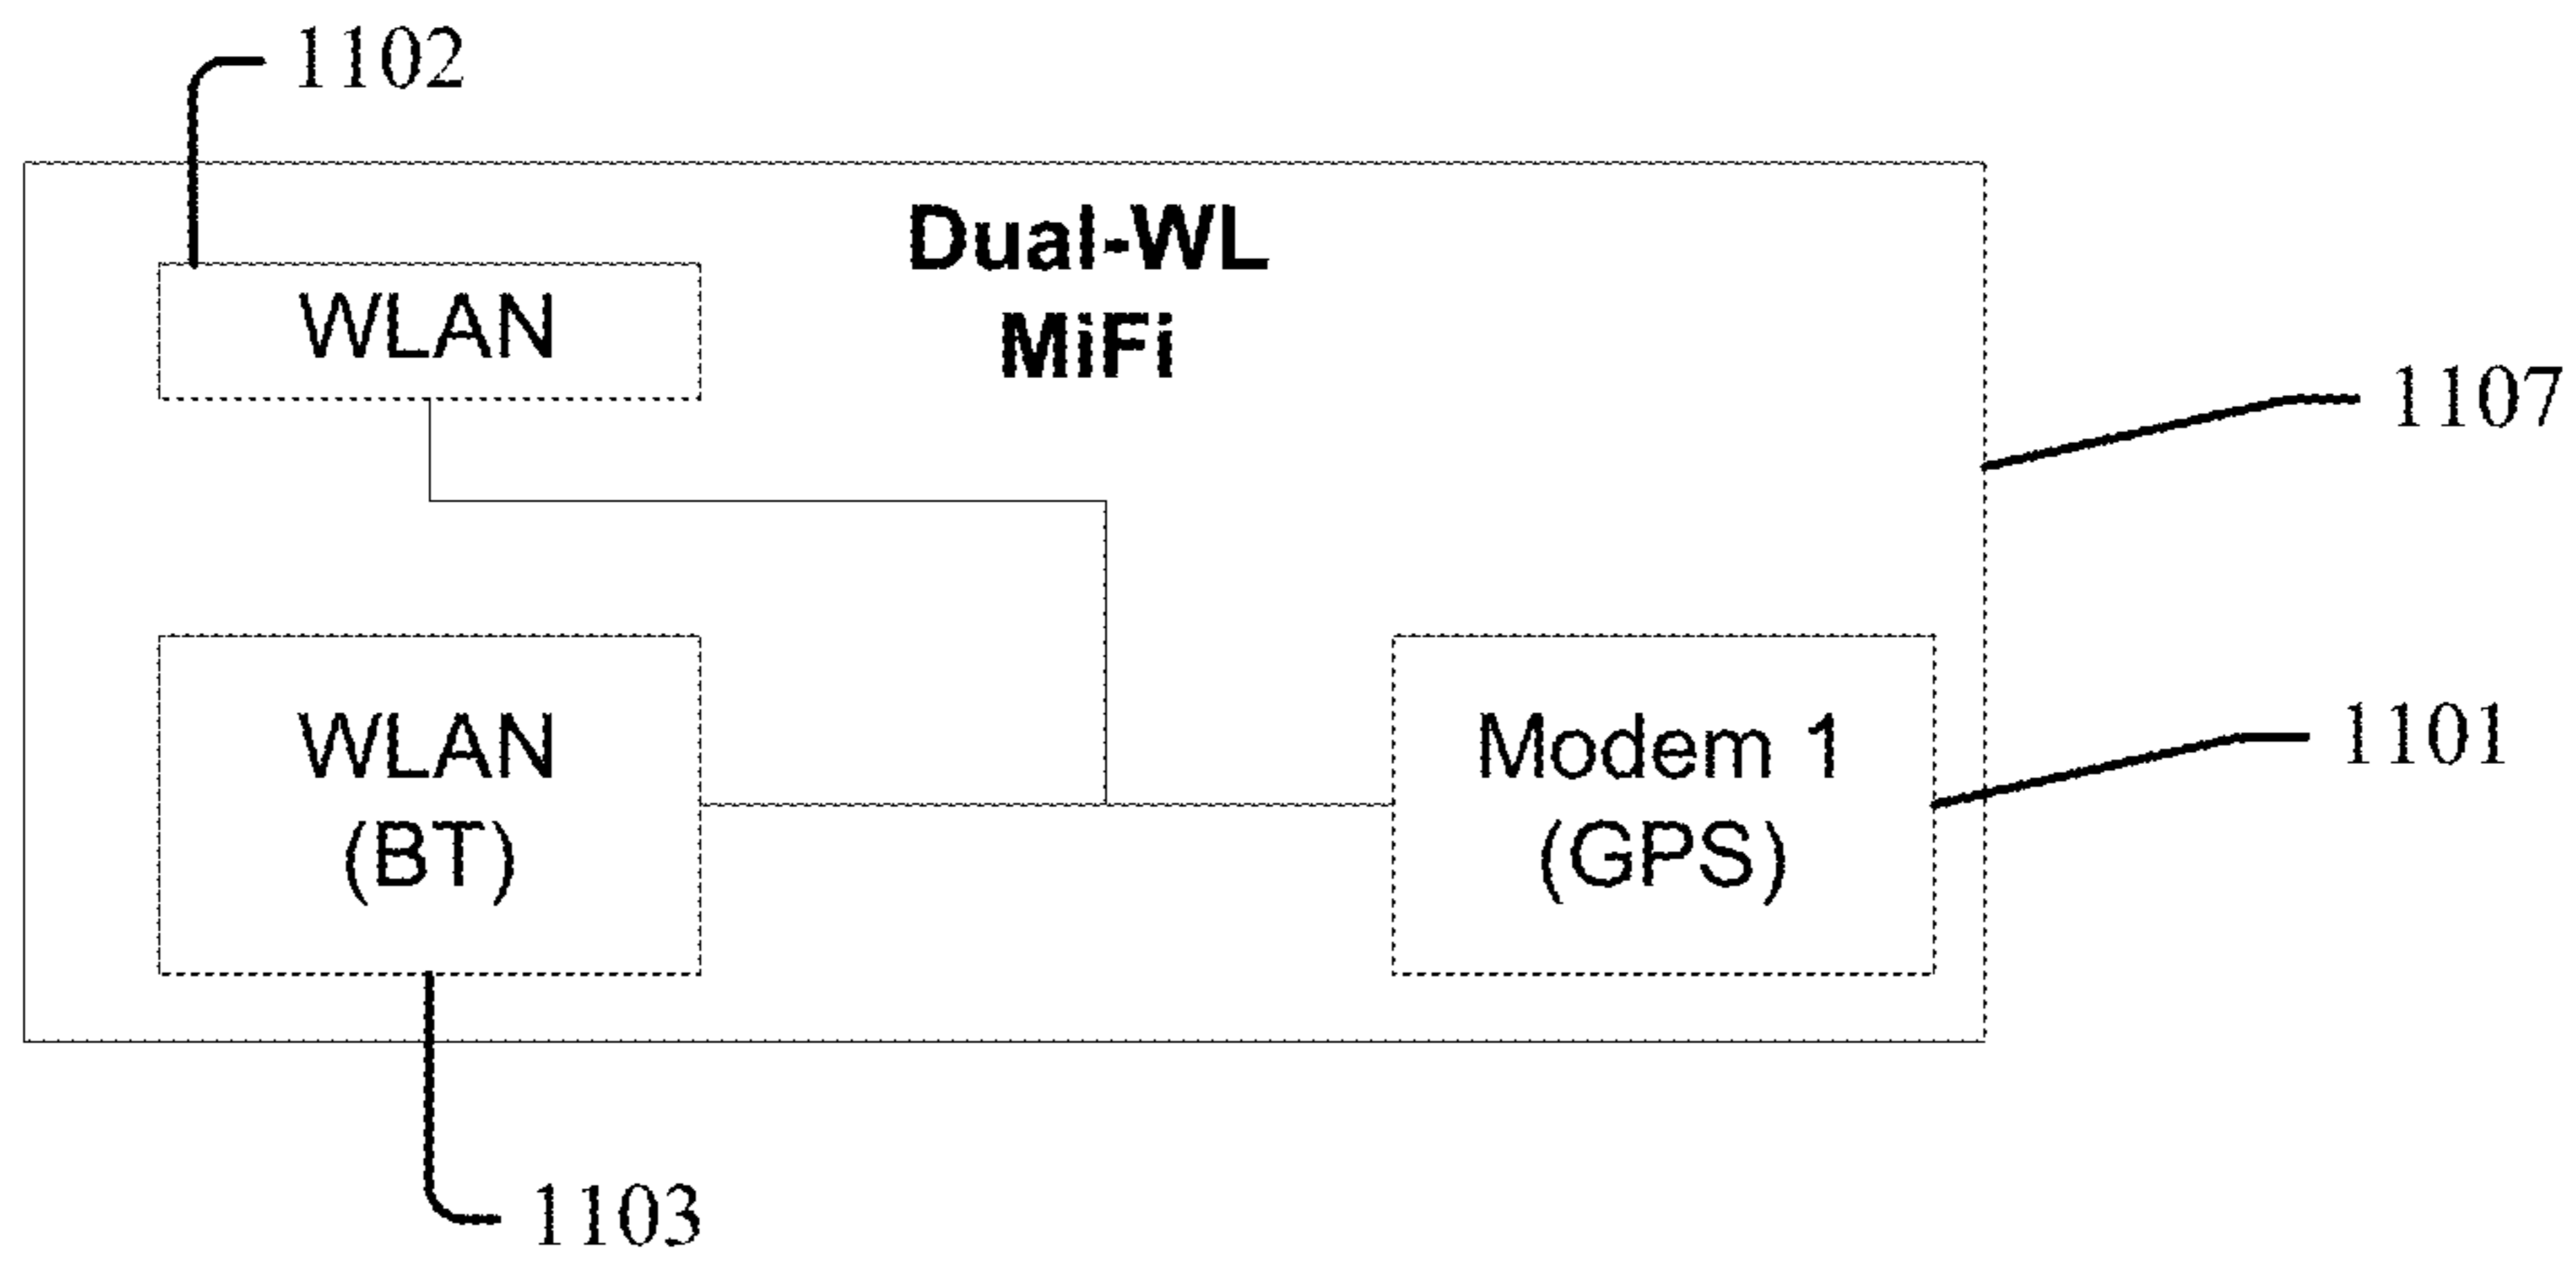 1102
Dual-WL
MiFi
WLAN
1107
WLAN
(BT)
Modem 1
(GPS)
1101
1103